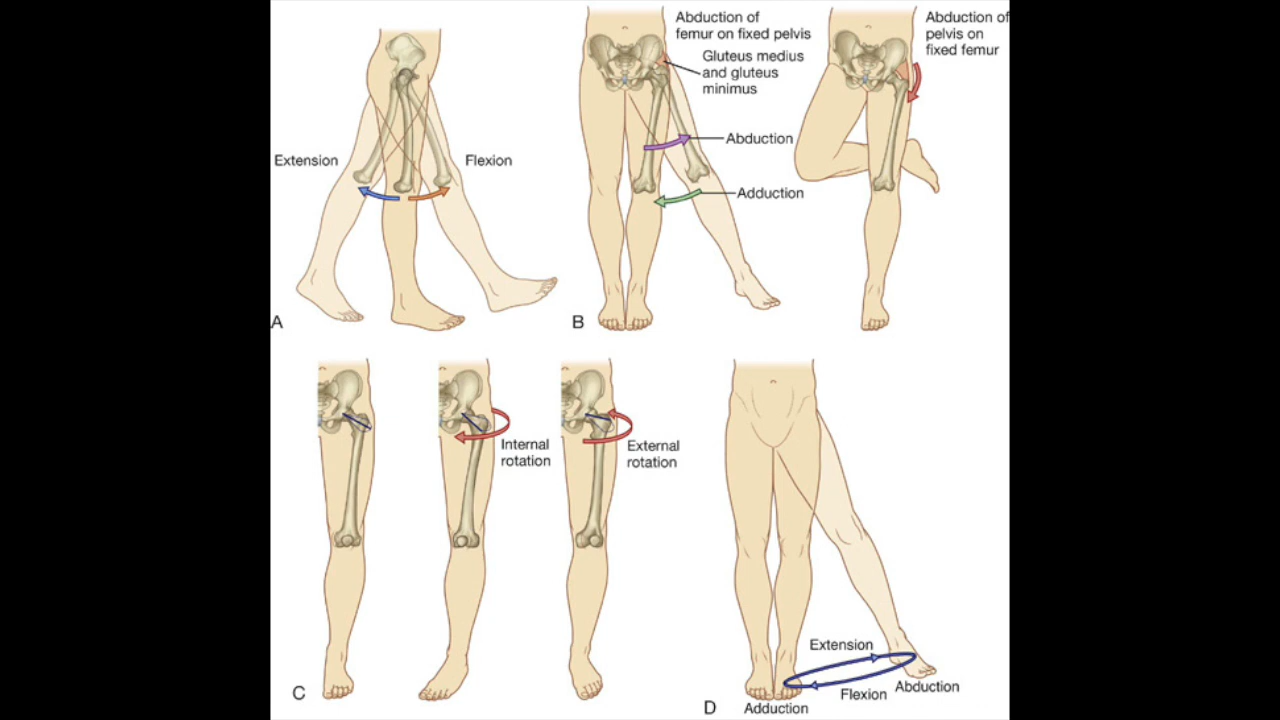 Extension
Flexion
A
Abduction of
femur on fixed pelvis
Gluteus medius
and gluteus
minimus
Abduction
Adduction
Abduction of
pelvis on
fixed femur
B
Internal
rotation
External
rotation
C
Extension
Flexion
Abduction
Adduction
D